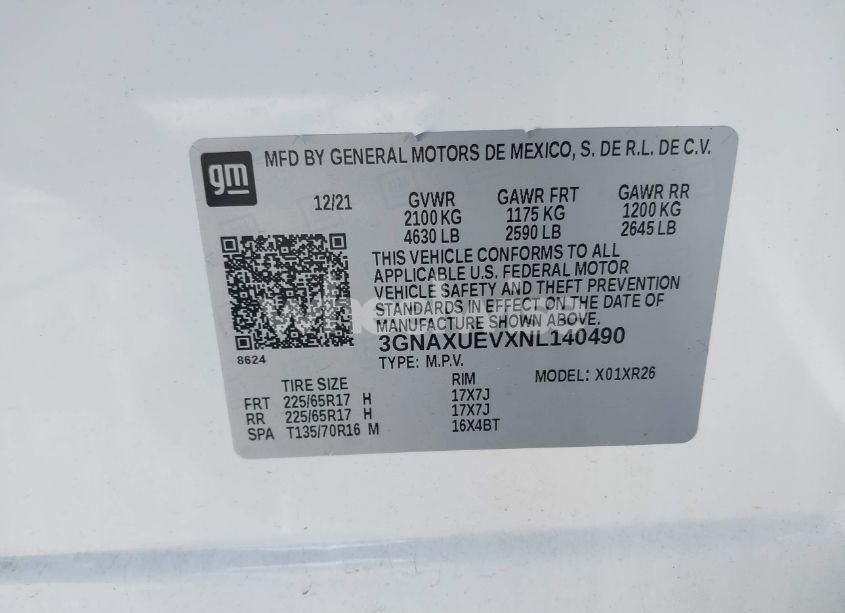 gm
MFD BY GENERAL MOTORS DE MEXICO, S. DE R.L. DE C.V.
12/21 GVWR GAWR FRT GAWR RR
2100 KG 1175 KG 1200 KG
4630 LB 2590 LB 2645 LB
THIS VEHICLE CONFORMS TO ALL
APPLICABLE U.S. FEDERAL MOTOR
VEHICLE SAFETY AND THEFT PREVENTION
STANDARDS IN EFFECT ON THE DATE OF
MANUFACTURE SHOWN ABOVE.
8624
3GNAXUEVXNL140490
TYPE: M.P.V.
MODEL: X01XR26
TIRE SIZE RIM
FRT 225/65R17 H 17X7J
RR 225/65R17 H 17X7J
SPA T135/70R16 M 16X4BT